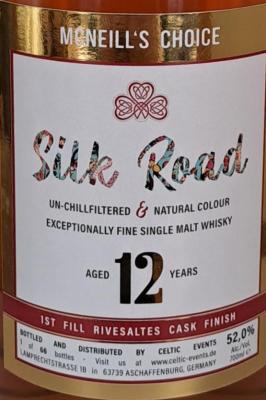 McNEILL'S CHOICE
Silk Road
UN-CHILLFILTERED & NATURAL COLOUR
EXCEPTIONALLY FINE SINGLE MALT WHISKY
AGED 12 YEARS
1ST FILL RIVESALTES CASK FINISH
BOTTLED AND DISTRIBUTED BY CELTIC EVENTS
1 of 66 bottles - Visit us at www.celtic-events.de
LAMPRECHTSTRASSE 1B in 63739 ASCHAFFENBURG, GERMANY
52,0%
Alc./Vol.
700ml e